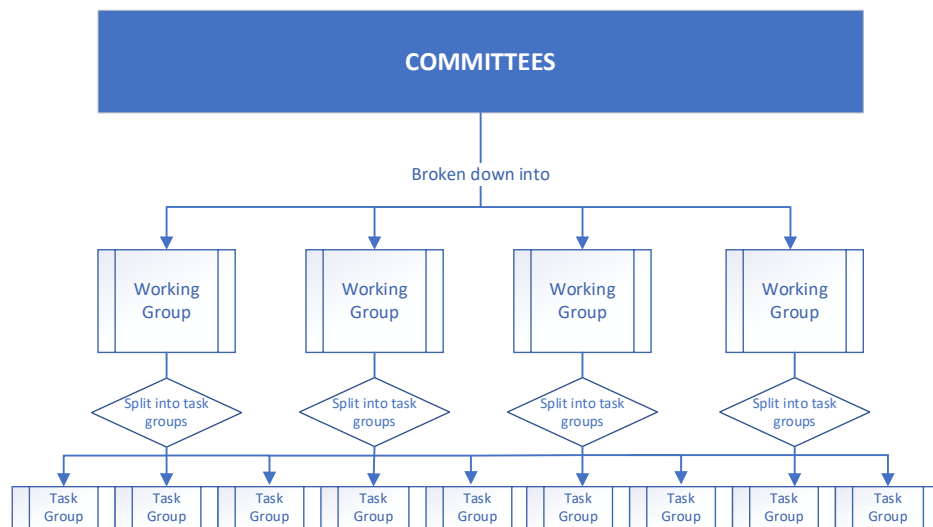 COMMITTEES
Broken down into
Working
Group
Working
Group
Working
Group
Working
Group
Split into task
groups
Split into task
groups
Split into task
groups
Split into task
groups
Task
Group
Task
Group
Task
Group
Task
Group
Task
Group
Task
Group
Task
Group
Task
Group
Task
Group